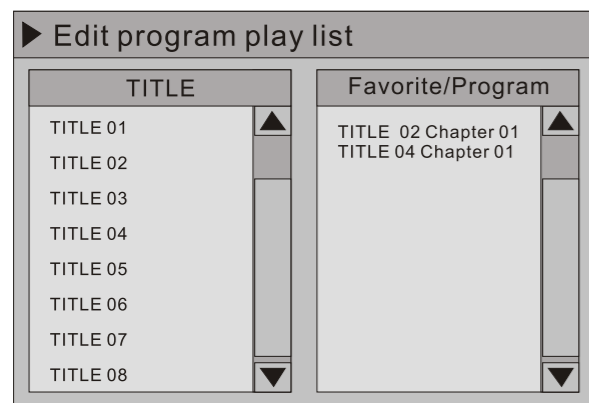 Edit program play list
TITLE
TITLE 01
TITLE 02
TITLE 03
TITLE 04
TITLE 05
TITLE 06
TITLE 07
TITLE 08
Favorite/Program
TITLE 02 Chapter 01
TITLE 04 Chapter 01